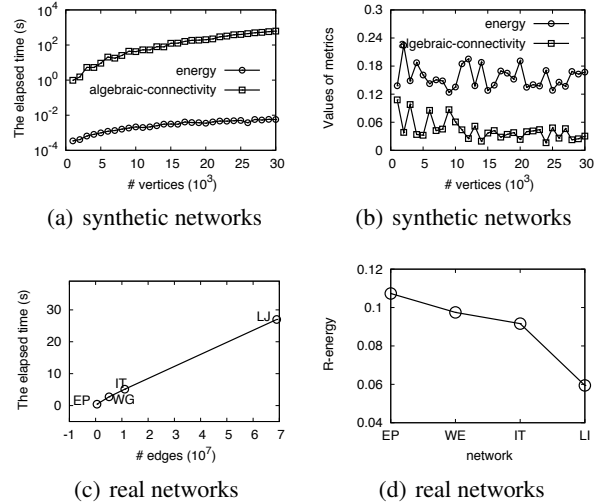 10^4
10^2
10^0
10^-2
10^-4
The elapsed time (s)
energy
algebraic-connectivity
0 5 10 15 20 25 30
# vertices (10^3)
(a) synthetic networks
0.3
0.24
0.18
0.12
0.06
0
Values of metrics
energy
algebraic-connectivity
0 5 10 15 20 25 30
# vertices (10^3)
(b) synthetic networks
30
20
10
0
The elapsed time (s)
EP
WG
IT
LJ
-1 0 1 2 3 4 5 6 7
# edges (10^7)
(c) real networks
0.12
0.1
0.08
0.06
0.04
R-energy
EP WE IT LI
network
(d) real networks